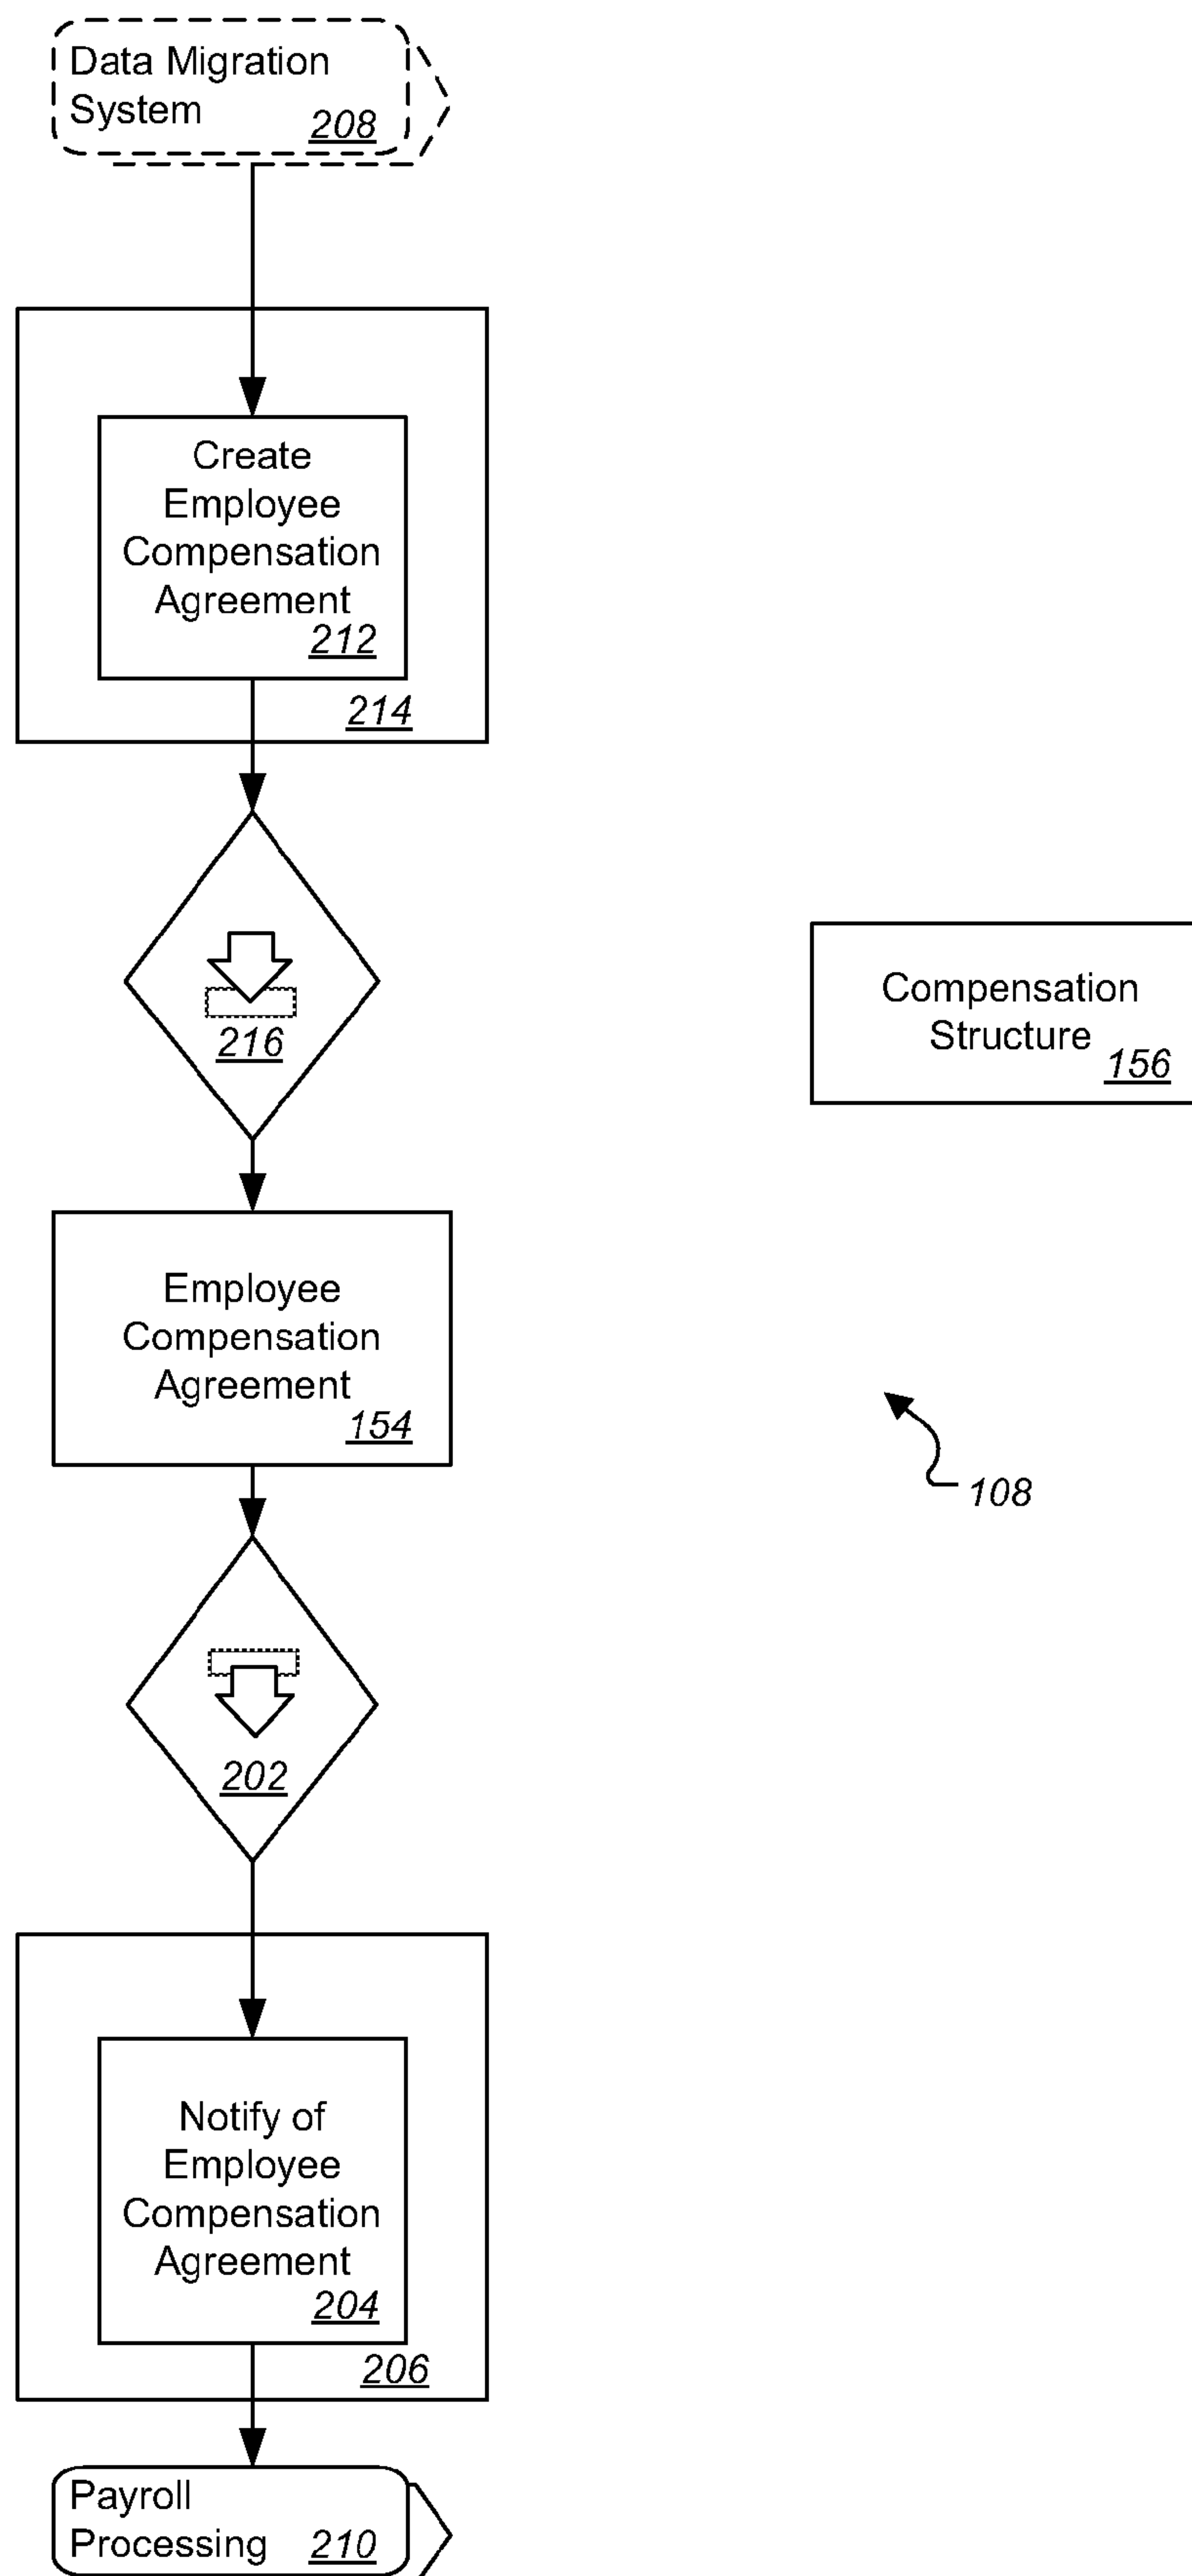 Data Migration
System 208
Create
Employee
Compensation
Agreement
212
214
216
Compensation
Structure
156
Employee
Compensation
Agreement
154
108
202
Notify of
Employee
Compensation
Agreement
204
206
Payroll
Processing 210